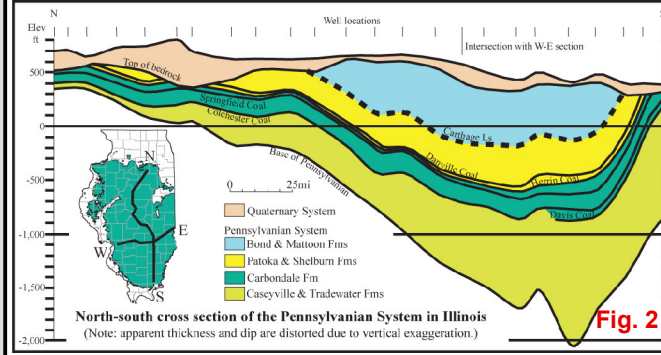 Well locations
N
S
Elev
ft
Intersection with W-E section
Top of bedrock
500
Springfield Coal
Colchester Coal
0
Carthage Ls
Base of Pennsylvanian
Danville Coal
Herrin Coal
Davis Coal
-500
-1,000
-1,500
-2,000
N
W
E
S
0 25mi
Quaternary System
Pennsylvanian System
Bond & Mattoon Fms
Patoka & Shelburn Fms
Carbondale Fm
Caseyville & Tradewater Fms
North-south cross section of the Pennsylvanian System in Illinois
(Note: apparent thickness and dip are distorted due to vertical exaggeration.)
Fig. 2